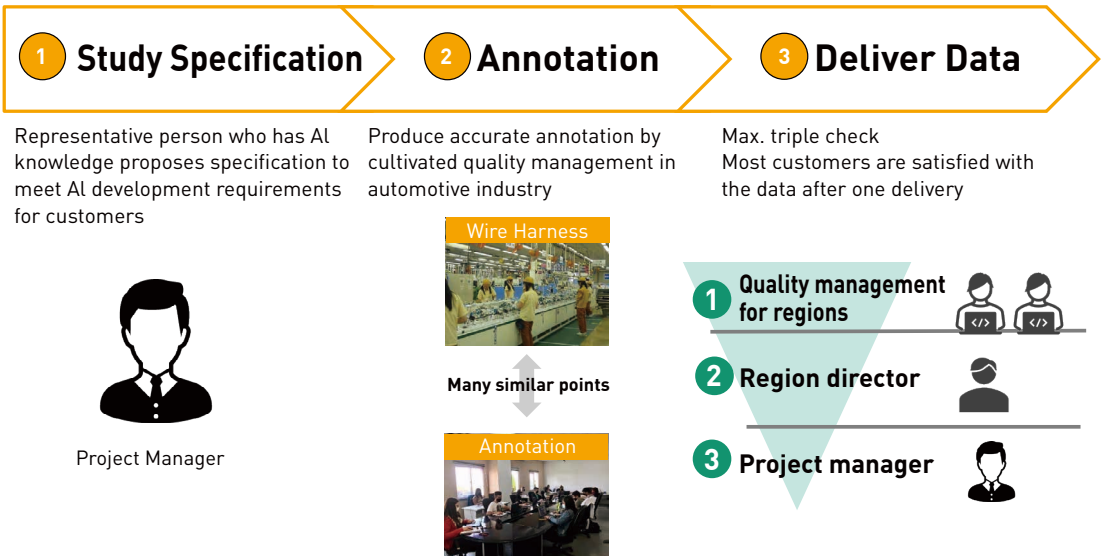 1 Study Specification
2 Annotation
3 Deliver Data
Representative person who has AI
knowledge proposes specification to
meet AI development requirements
for customers
Project Manager
Produce accurate annotation by
cultivated quality management in
automotive industry
Wire Harness
Many similar points
Annotation
Max. triple check
Most customers are satisfied with
the data after one delivery
1 Quality management
for regions
</>
</>
2 Region director
3 Project manager